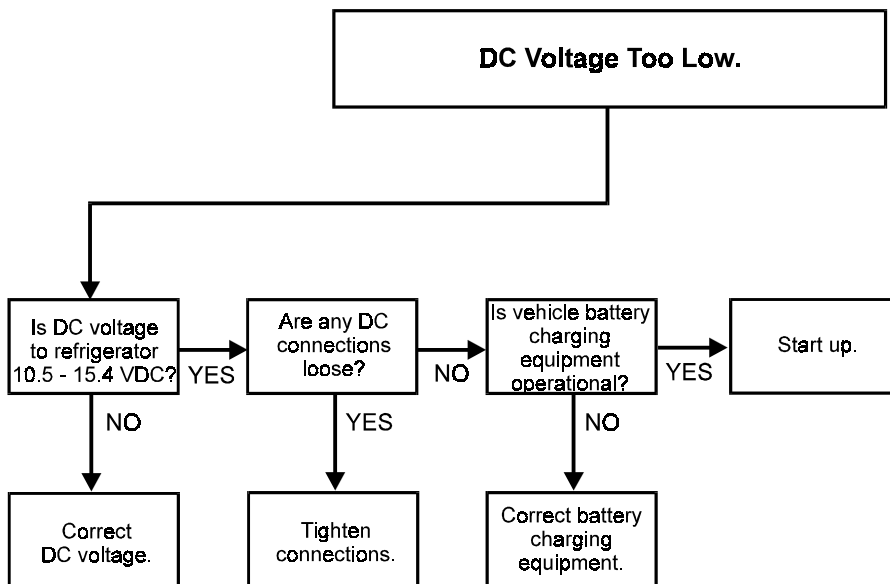 DC Voltage Too Low.
Is DC voltage
to refrigerator
10.5 - 15.4 VDC?
YES
Are any DC
connections
loose?
NO
Is vehicle battery
charging
equipment
operational?
YES
Start up.
NO
YES
NO
Correct
DC voltage.
Tighten
connections.
Correct battery
charging
equipment.